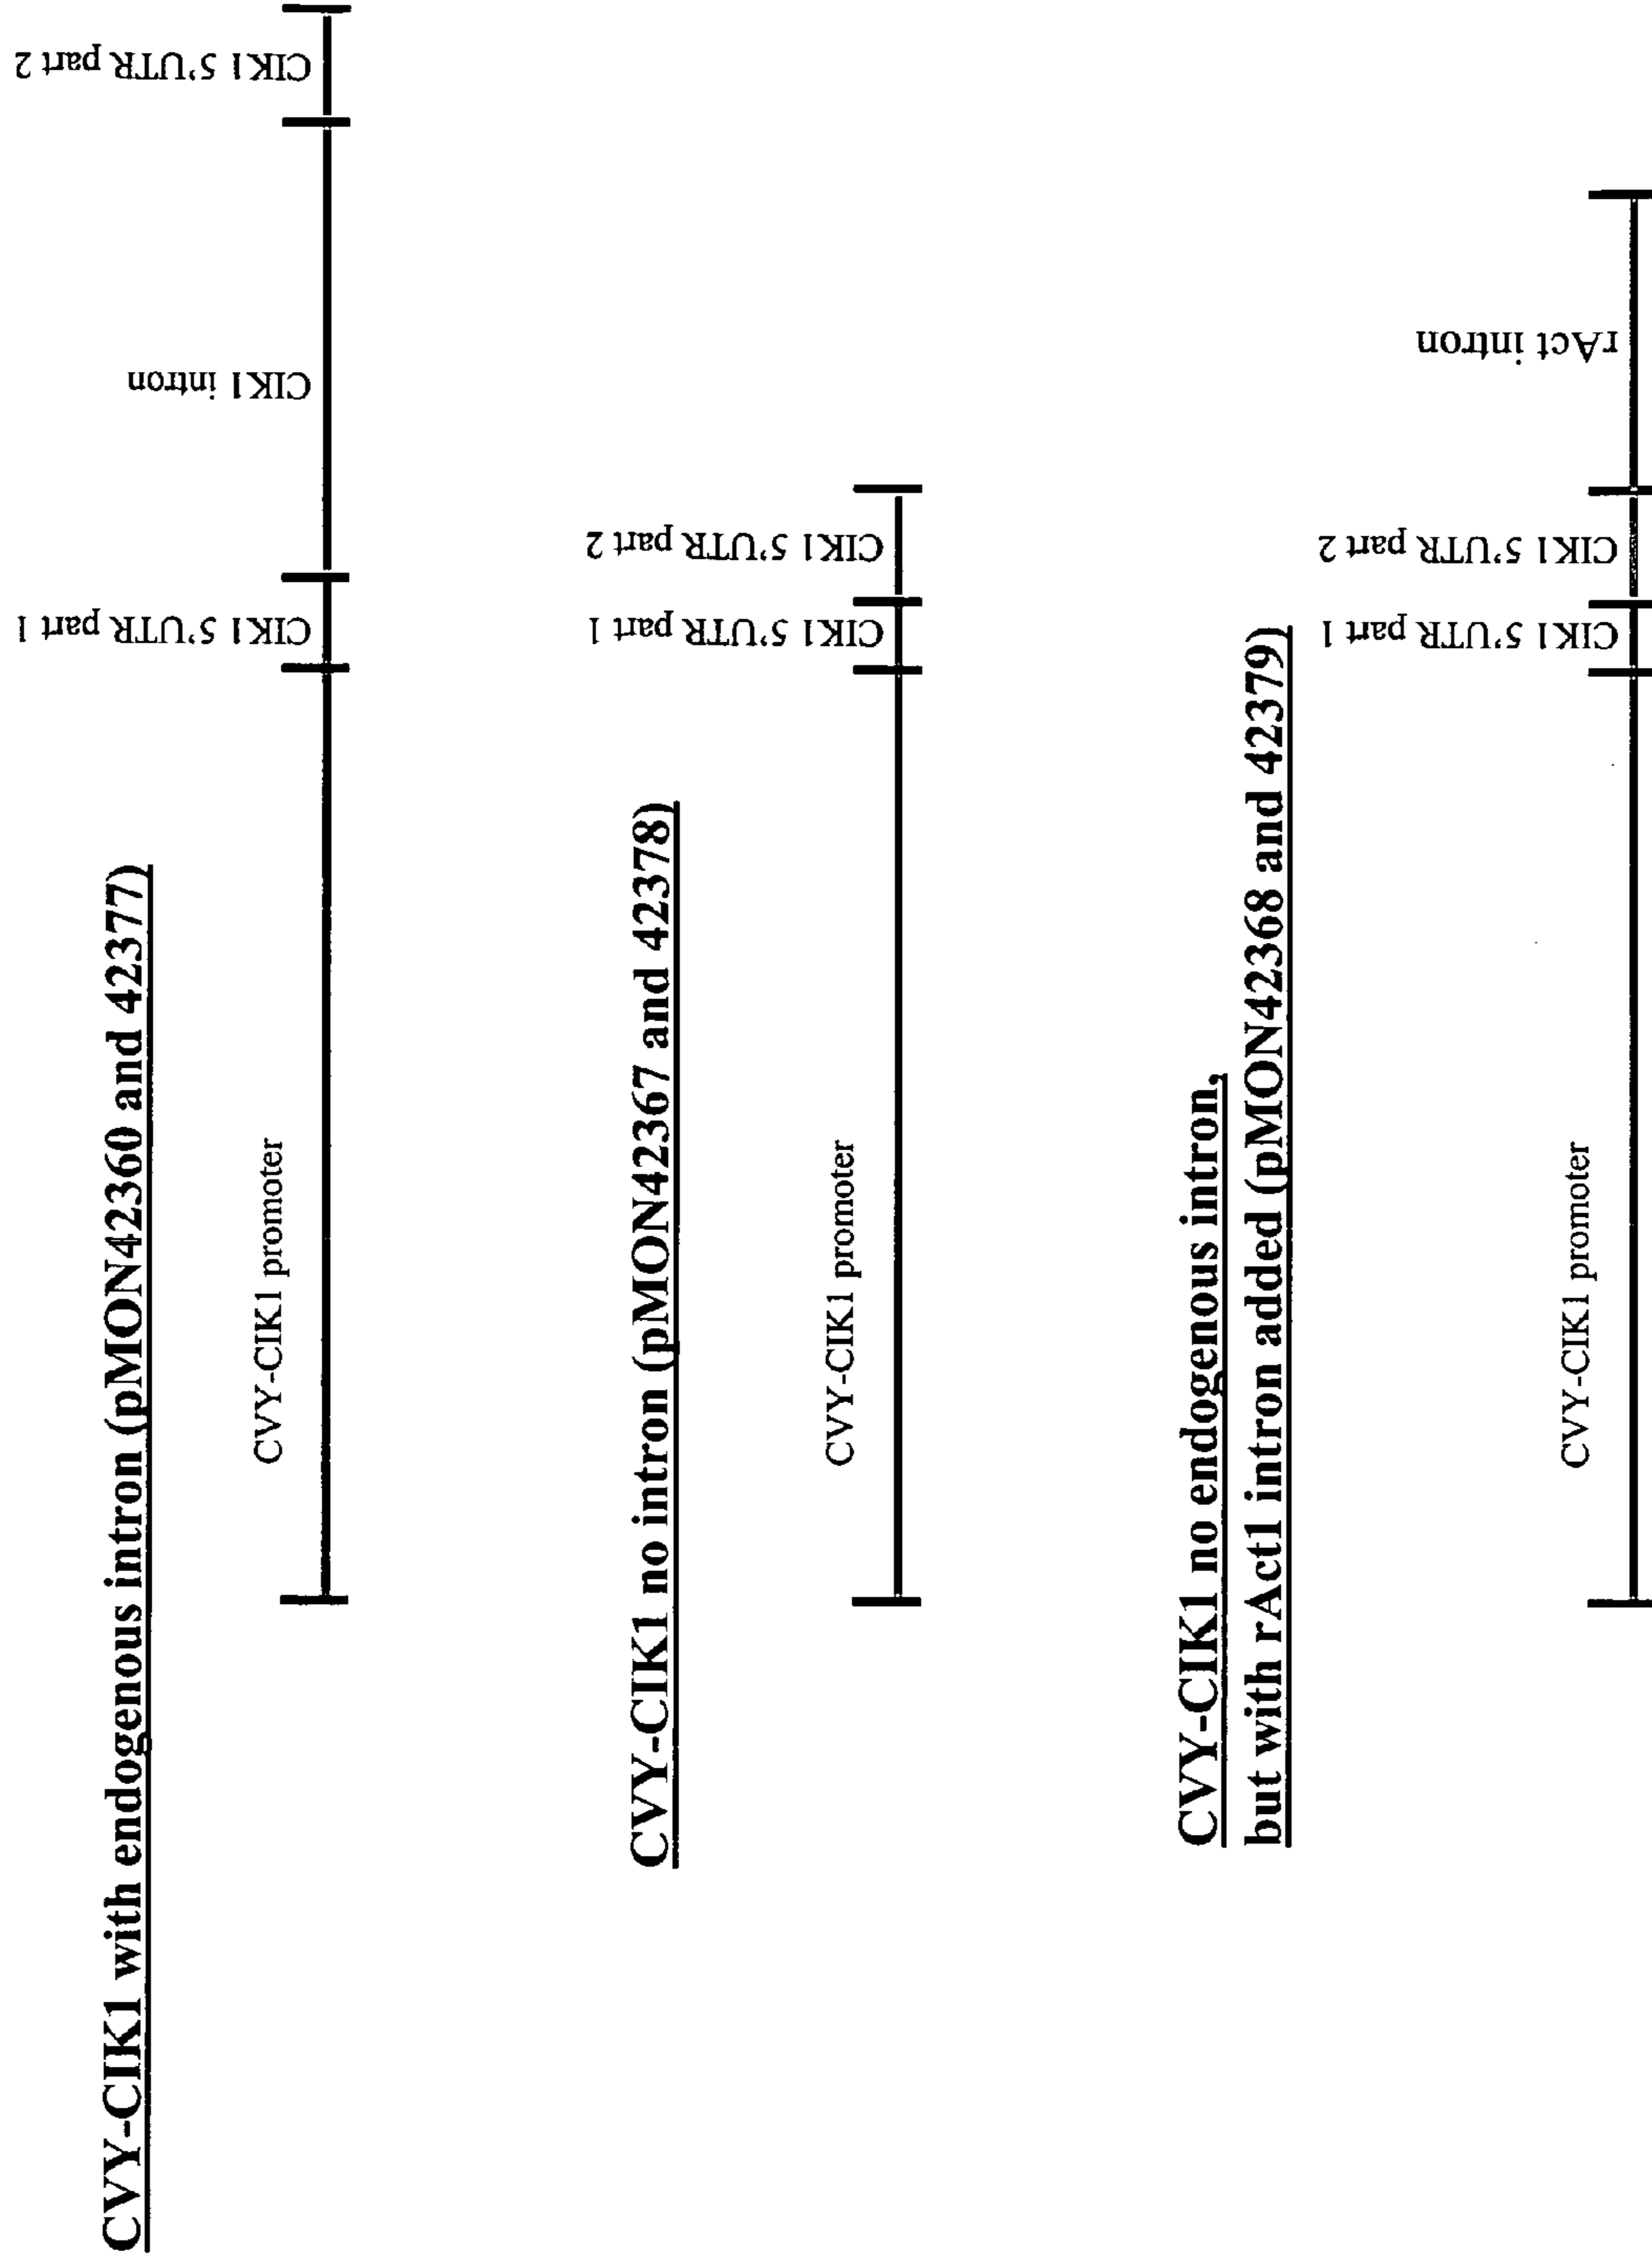 CVY-CIK1 with endogenous intron (pMON42360 and 42377)
CVY-CIK1 promoter
CIK1 5'UTR part 1
CIK1 intron
CIK1 5'UTR part 2
CVY-CIK1 no intron (pMON42367 and 42378)
CVY-CIK1 promoter
CIK1 5'UTR part 1
CIK1 5'UTR part 2
CVY-CIK1 no endogenous intron,
but with rAct1 intron added (pMON42368 and 42379)
CVY-CIK1 promoter
CIK1 5'UTR part 1
CIK1 5'UTR part 2
rAct intron